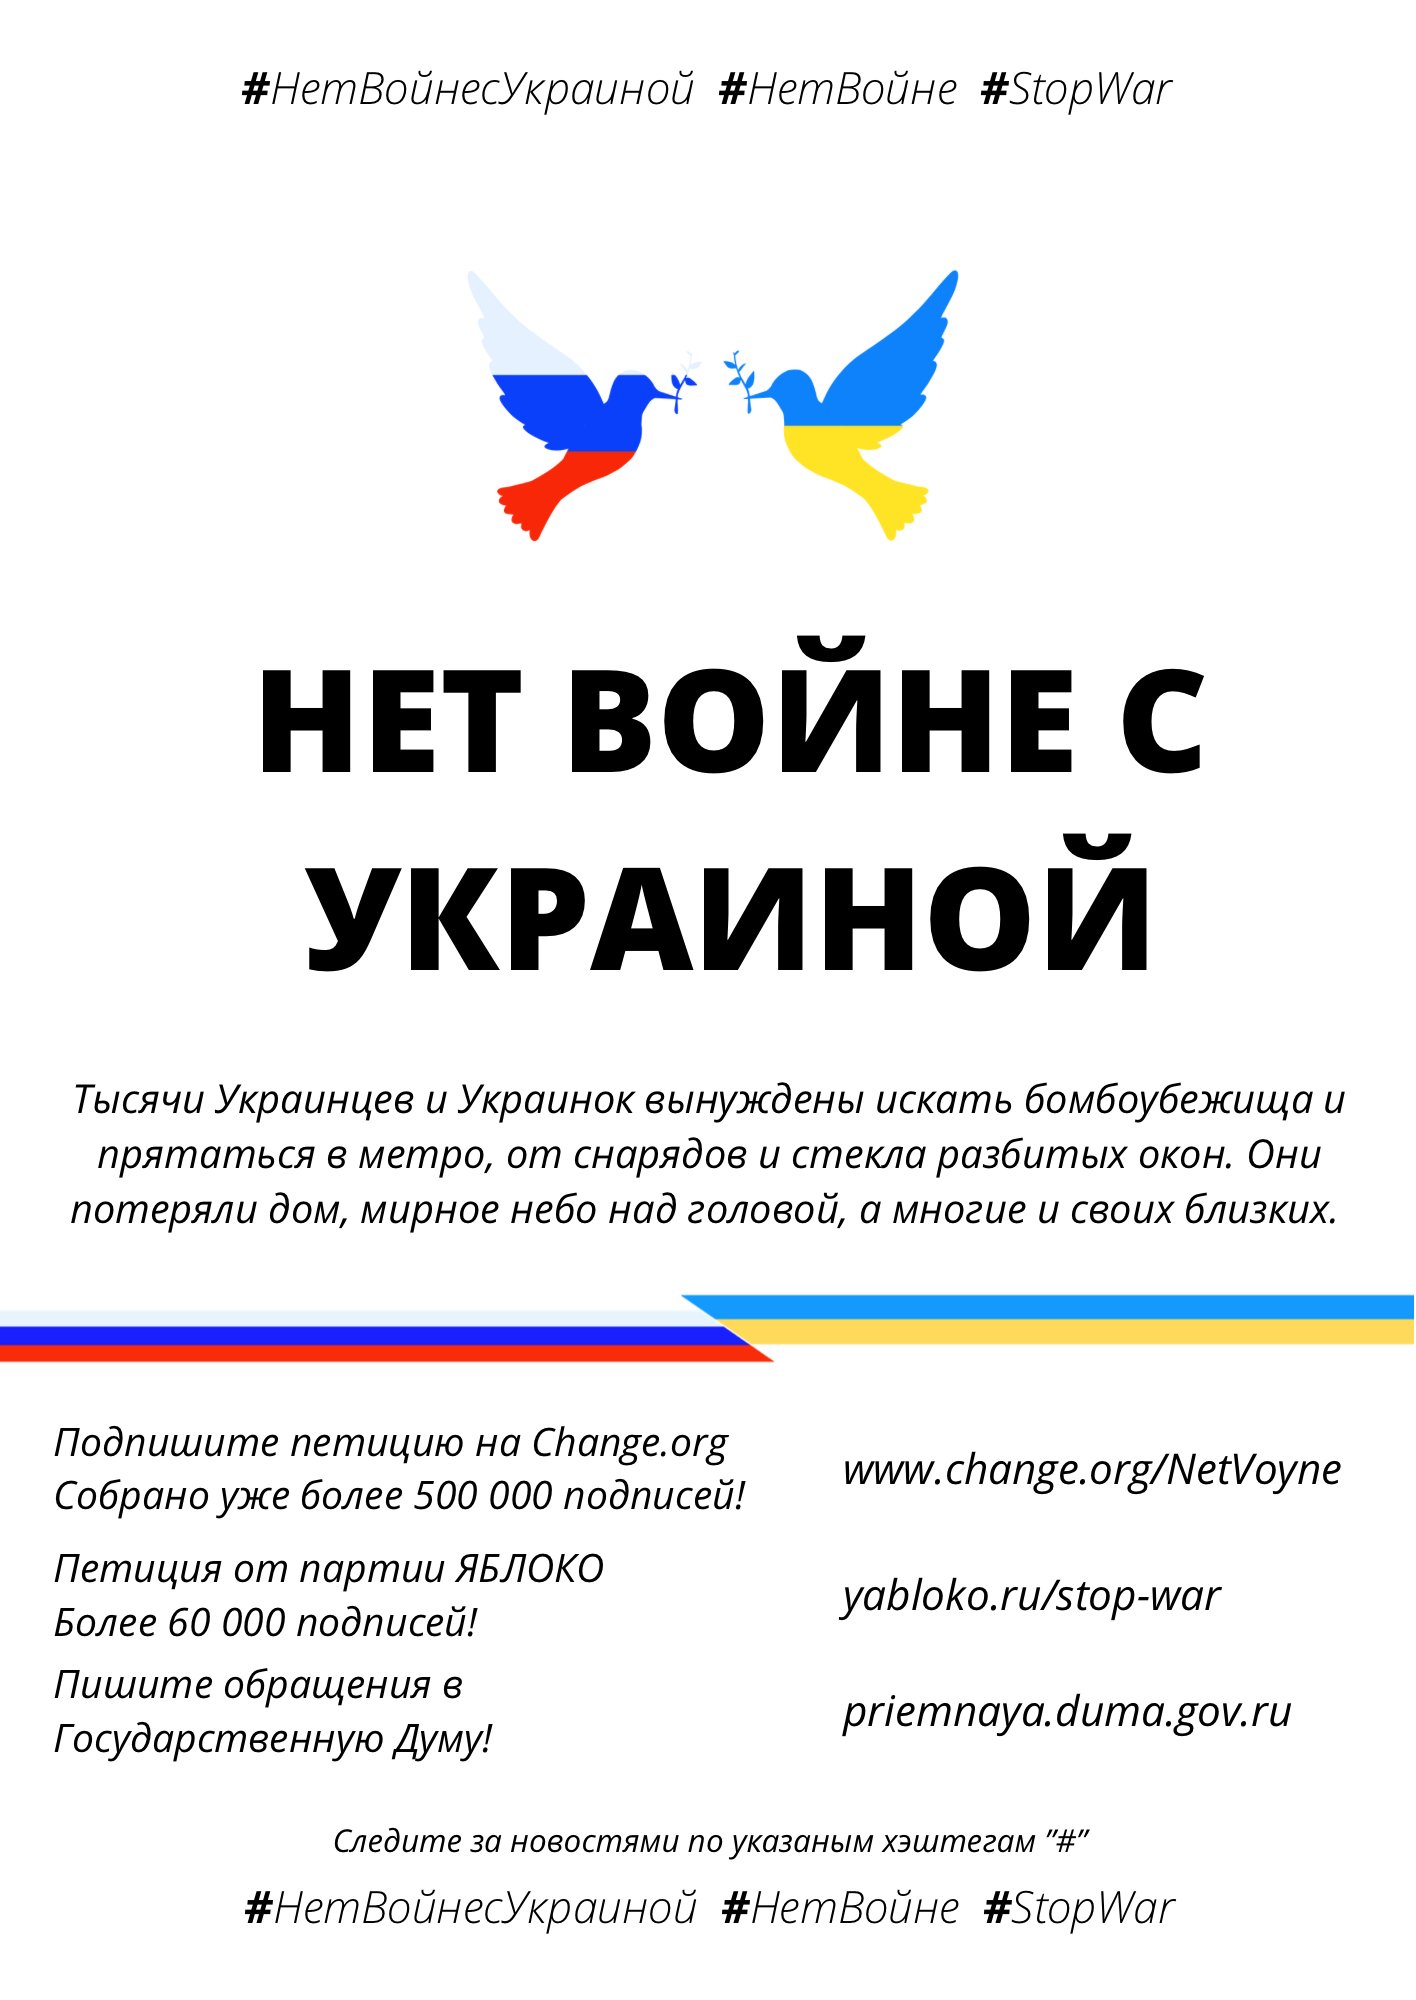 #НетВойнесУкраиной #НетВойне #StopWar
НЕТ ВОЙНЕ С
УКРАИНОЙ
Тысячи Украинцев и Украинок вынуждены искать бомбоубежища и
прятаться в метро, от снарядов и стекла разбитых окон. Они
потеряли дом, мирное небо над головой, а многие и своих близких.
Подпишите петицию на Change.org
Собрано уже более 500 000 подписей!
www.change.org/NetVoyne
Петиция от партии ЯБЛОКО
Более 60 000 подписей!
yabloko.ru/stop-war
Пишите обращения в
Государственную Думу!
priemnaya.duma.gov.ru
Следите за новостями по указаным хэштегам ”#”
#НетВойнесУкраиной #НетВойне #StopWar